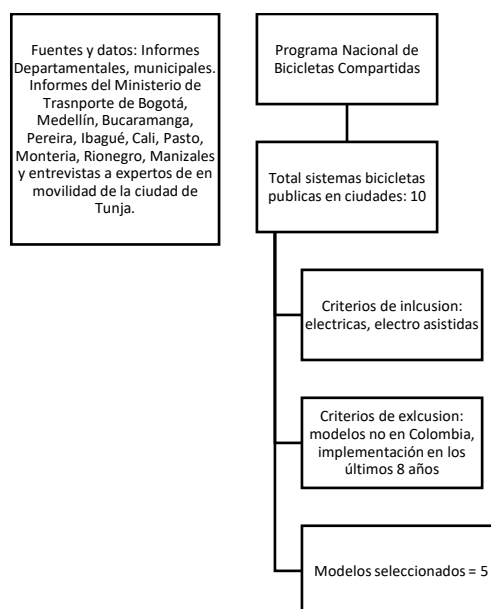 Fuentes y datos: Informes
Departamentales, municipales.
Informes del Ministerio de
Trasnporte de Bogotá,
Medellín, Bucaramanga,
Pereira, Ibagué, Cali, Pasto,
Monteria, Rionegro, Manizales
y entrevistas a expertos de en
movilidad de la ciudad de
Tunja.
Programa Nacional de
Bicicletas Compartidas
Total sistemas bicicletas
publicas en ciudades: 10
Criterios de inlcusion:
electricas, electro asistidas
Criterios de exlcusion:
modelos no en Colombia,
implementación en los
últimos 8 años
Modelos seleccionados = 5